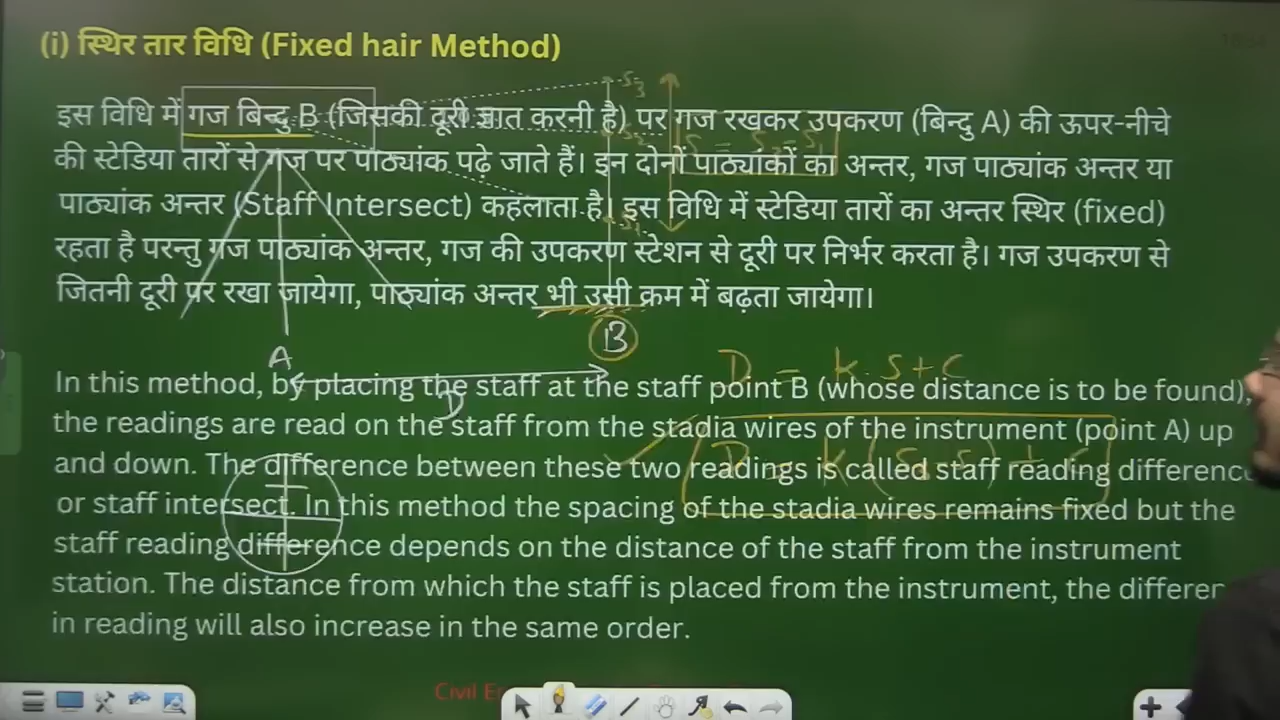 (i) स्थिर तार विधि (Fixed hair Method)
इस विधि में गज बिन्दु B (जिसकी दूरी ज्ञात करनी है) पर गज रखकर उपकरण (बिन्दु A) की ऊपर-नीचे
की स्टेडिया तारों से गज पर पाठ्यांक पढ़े जाते हैं। इन दोनों पाठ्यांकों का अन्तर, गज पाठ्यांक अन्तर या
पाठ्यांक अन्तर (Staff Intersect) कहलाता है। इस विधि में स्टेडिया तारों का अन्तर स्थिर (fixed)
रहता है परन्तु गज पाठ्यांक अन्तर, गज की उपकरण स्टेशन से दूरी पर निर्भर करता है। गज उपकरण से
जितनी दूरी पर रखा जायेगा, पाठ्यांक अन्तर भी उसी क्रम में बढ़ता जायेगा।
S3
S2
S1
S = S3 - S1
A
B
D
D = K.S+C
In this method, by placing the staff at the staff point B (whose distance is to be found),
the readings are read on the staff from the stadia wires of the instrument (point A) up
and down. The difference between these two readings is called staff reading differenc
or staff intersect. In this method the spacing of the stadia wires remains fixed but the
staff reading difference depends on the distance of the staff from the instrument
station. The distance from which the staff is placed from the instrument, the differen
in reading will also increase in the same order.
Civil